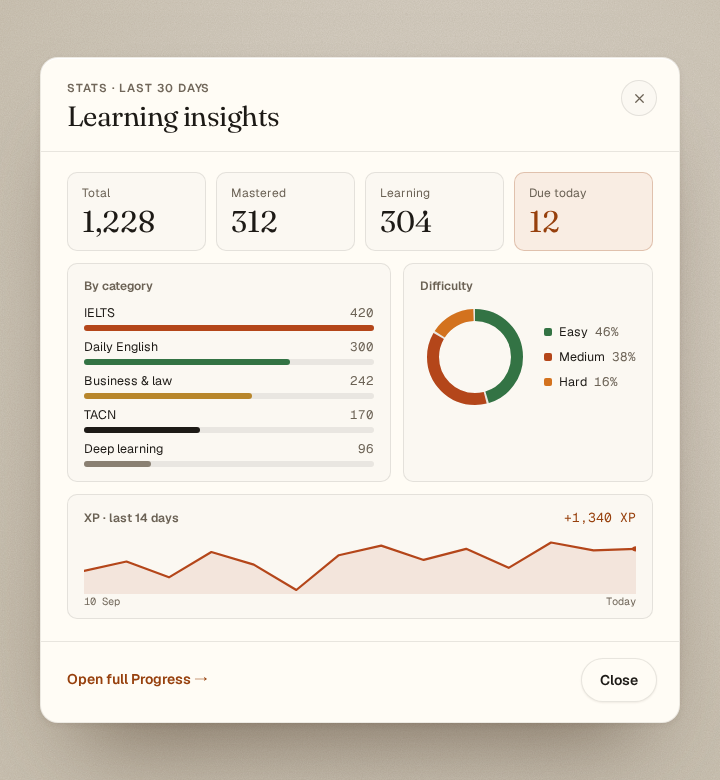 STATS · LAST 30 DAYS
Learning insights
Total
1,228
Mastered
312
Learning
304
Due today
12
By category
IELTS 420
Daily English 300
Business & law 242
TACN 170
Deep learning 96
Difficulty
Easy 46%
Medium 38%
Hard 16%
XP · last 14 days +1,340 XP
10 Sep Today
Open full Progress → Close